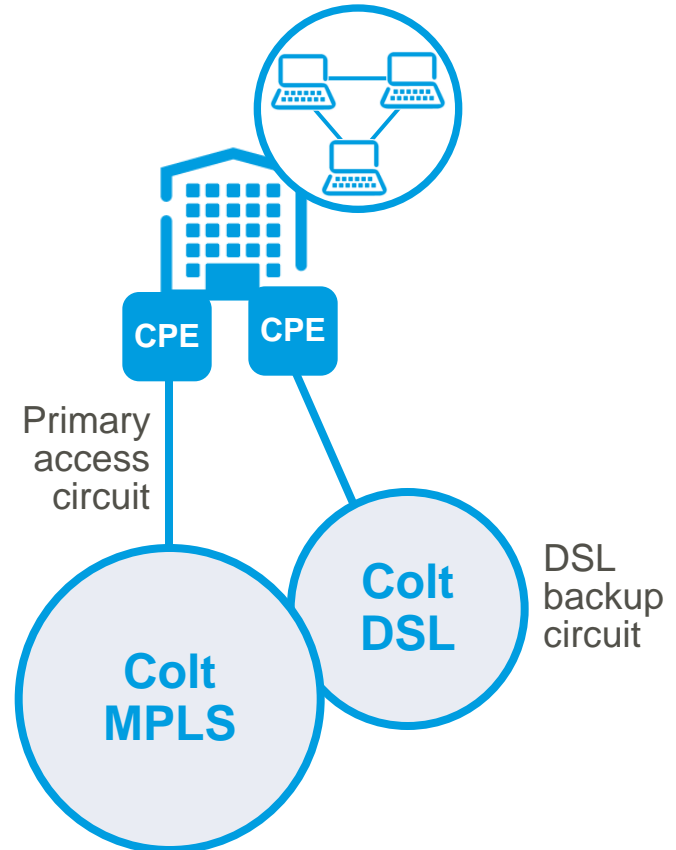 CPE
CPE
Primary
access
circuit
Colt
DSL
DSL
backup
circuit
Colt
MPLS